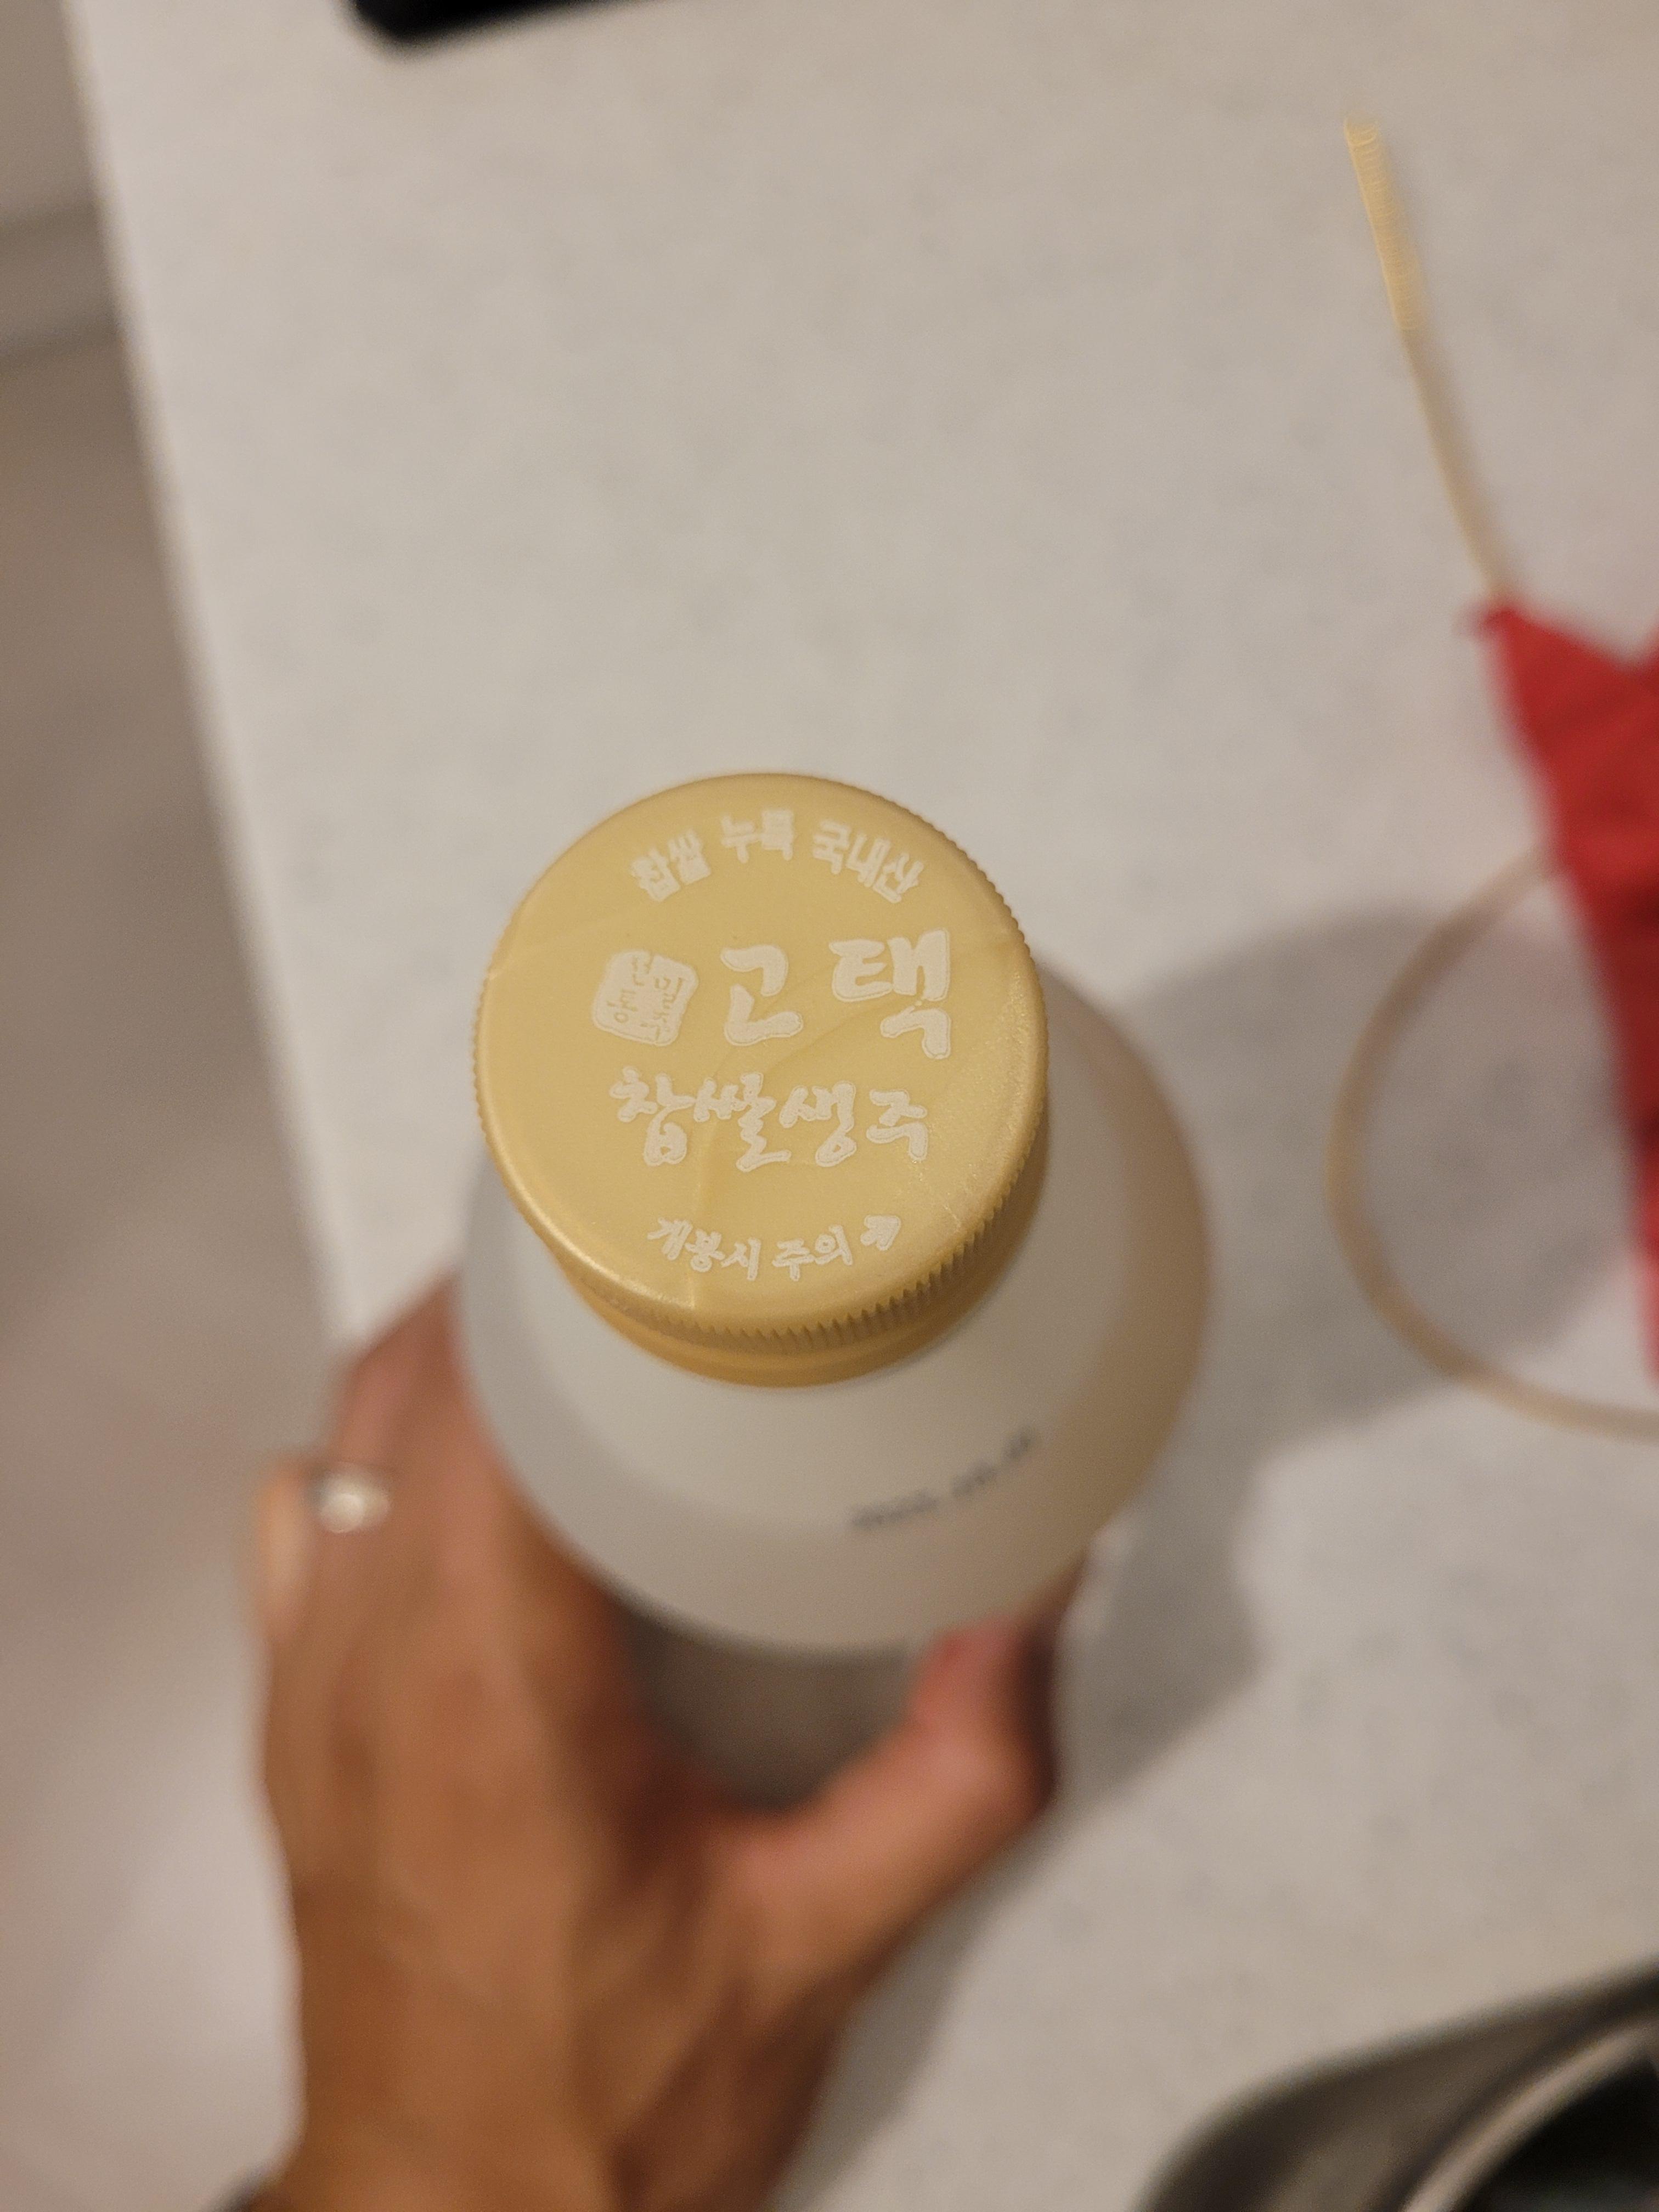 찹쌀 누룩 국내산
고택
찹쌀생주
개봉시 주의